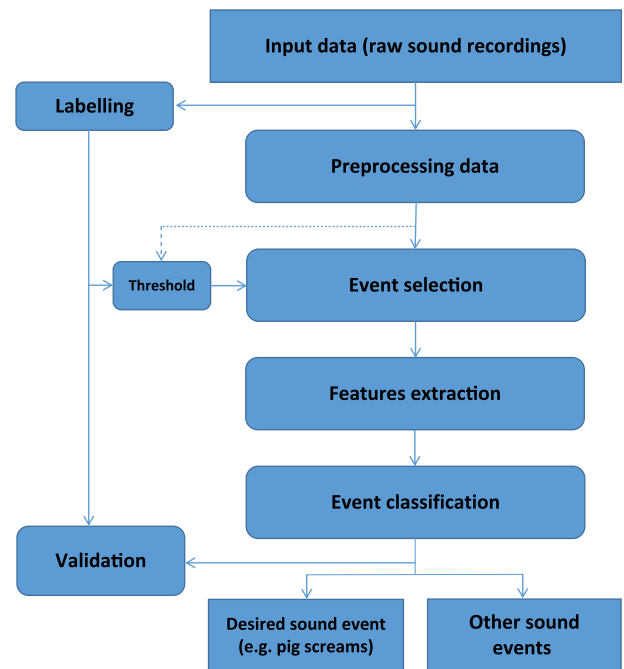 Input data (raw sound recordings)
Labelling
Preprocessing data
Threshold
Event selection
Features extraction
Event classification
Validation
Desired sound event
(e.g. pig screams)
Other sound
events